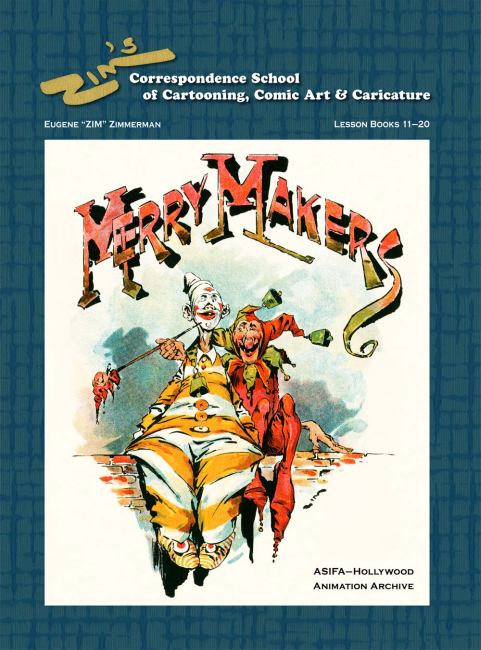 ZIM'S
Correspondence School
of Cartooning, Comic Art & Caricature
Eugene "ZIM" Zimmerman
Lesson Books 11–20
MERRY MAKERS
ZIM
ASIFA–Hollywood
Animation Archive